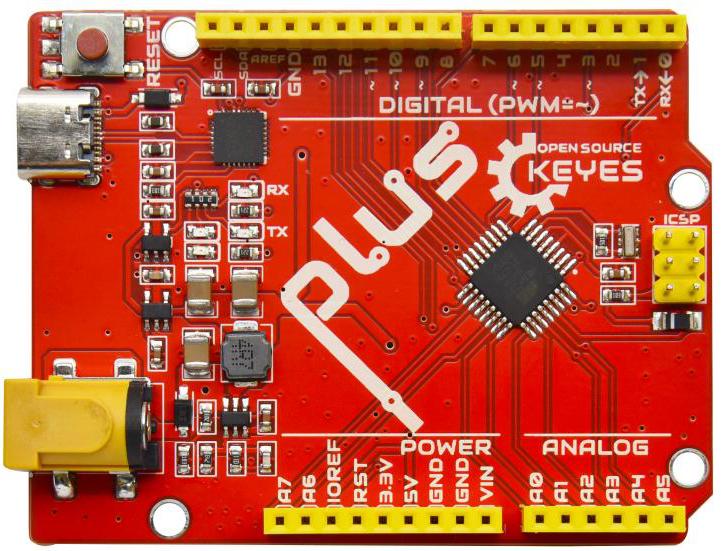 RESET
SCL
SDA
AREF
GND
13
12
~11
~10
~9
8
7
~6
~5
4
~3
2
TX→1
RX←0
DIGITAL (PWM=~)
OPEN SOURCE
KEYES
plus
RX
TX
ICSP
POWER
ANALOG
A7
A6
IOREF
RST
3.3V
5V
GND
GND
VIN
A0
A1
A2
A3
A4
A5